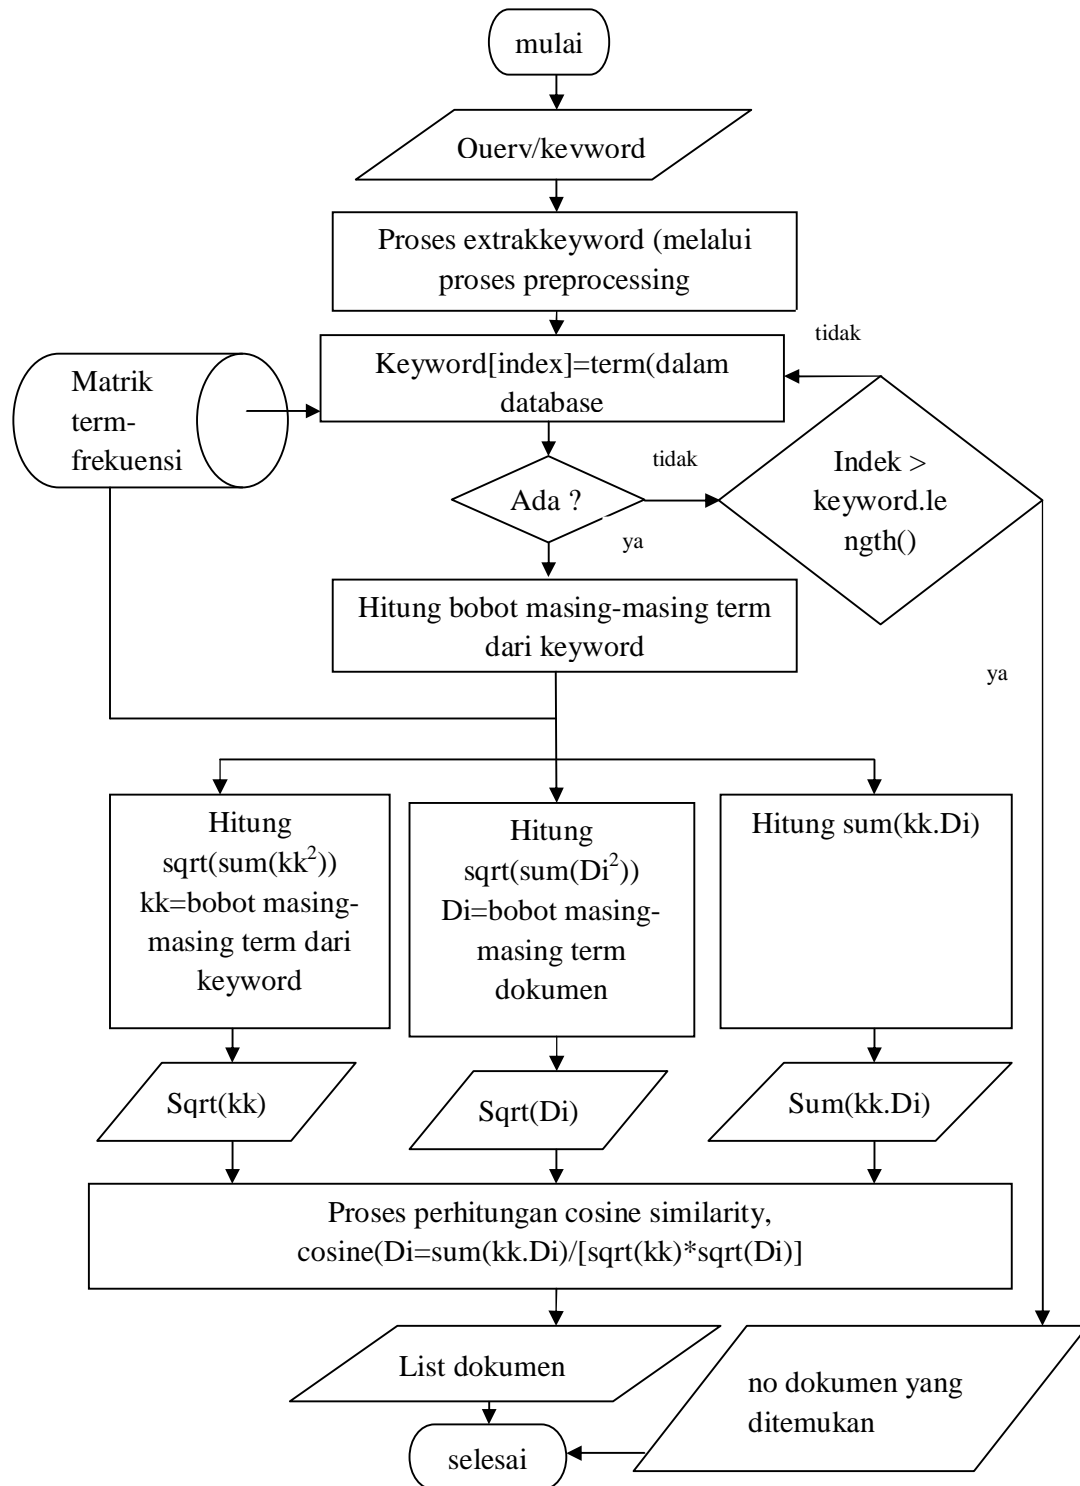 mulai
Query/keyword
Proses extrakkeyword (melalui
proses preprocessing
tidak
Keyword[index]=term(dalam
database
Matrik
term-
frekuensi
tidak
Ada ?
ya
Indek >
keyword.le
ngth()
Hitung bobot masing-masing term
dari keyword
ya
Hitung
sqrt(sum(kk²))
kk=bobot masing-
masing term dari
keyword
Hitung
sqrt(sum(Di²))
Di=bobot masing-
masing term
dokumen
Hitung sum(kk.Di)
Sqrt(kk)
Sqrt(Di)
Sum(kk.Di)
Proses perhitungan cosine similarity,
cosine(Di=sum(kk.Di)/[sqrt(kk)*sqrt(Di)]
List dokumen
no dokumen yang
ditemukan
selesai